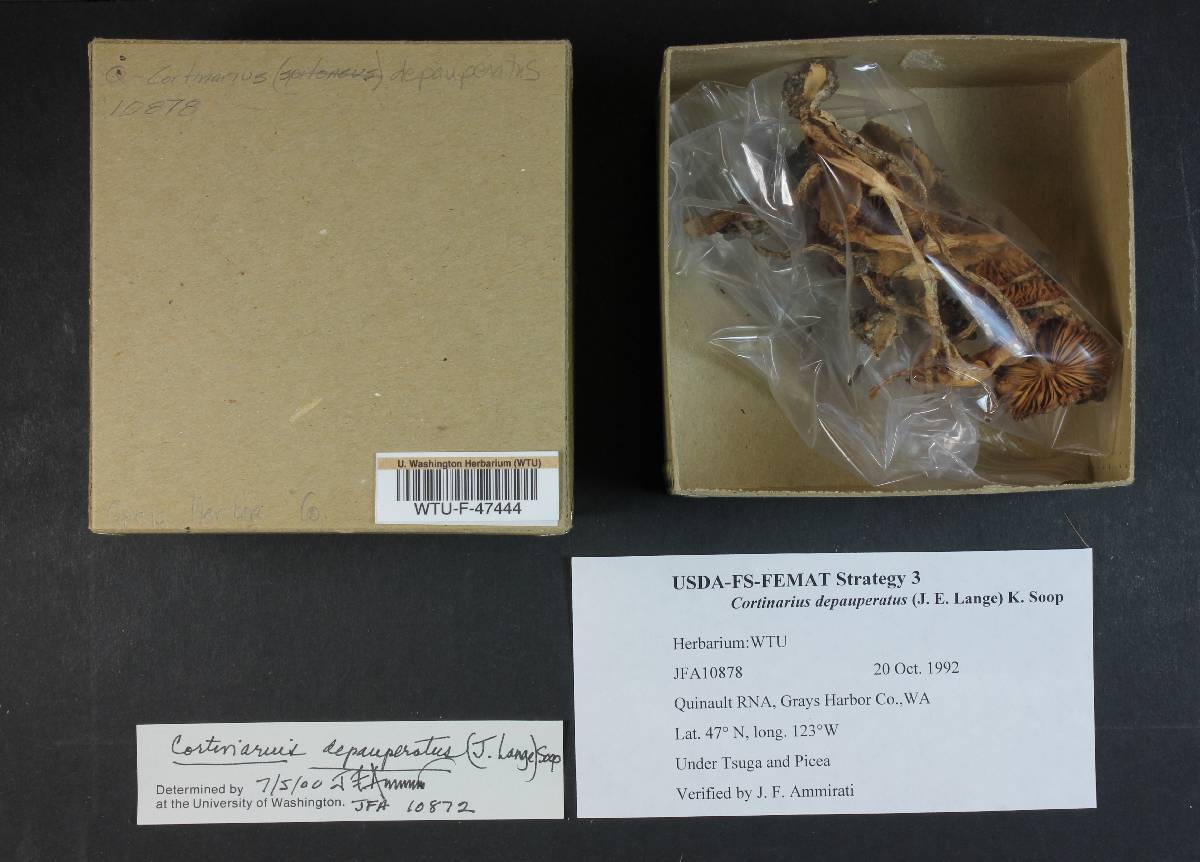 Cortinarius (spilomeus) depauperatus
10878
Grays Harbor Co.
U. Washington Herbarium (WTU)
WTU-F-47444
USDA-FS-FEMAT Strategy 3
Cortinarius depauperatus (J. E. Lange) K. Soop
Herbarium:WTU
JFA10878 20 Oct. 1992
Quinault RNA, Grays Harbor Co.,WA
Lat. 47° N, long. 123°W
Under Tsuga and Picea
Verified by J. F. Ammirati
Cortinarius depauperatus (J. Lange) Soop
Determined by 7/5/00 J F Ammirati
at the University of Washington. JFA 10872